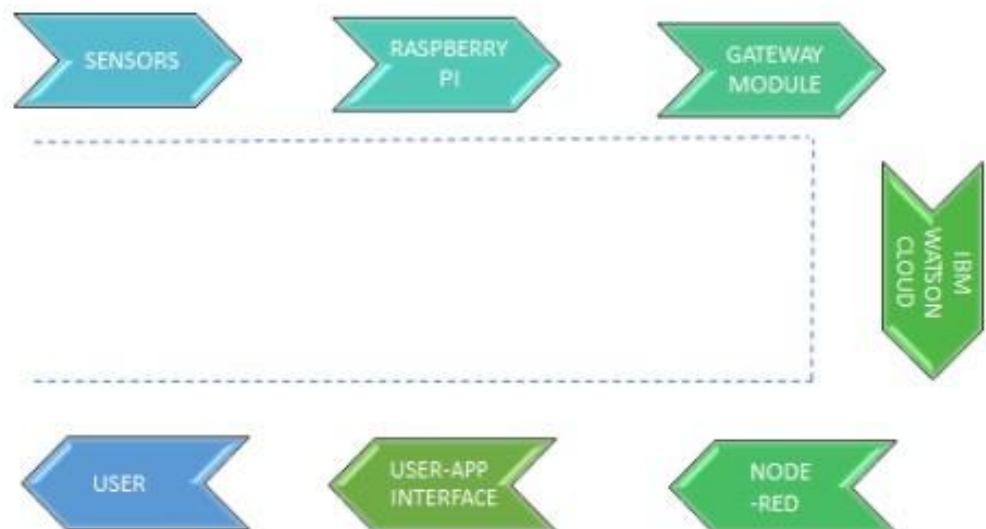 SENSORS
RASPBERRY
PI
GATEWAY
MODULE
IBM
WATSON
CLOUD
NODE
-RED
USER-APP
INTERFACE
USER